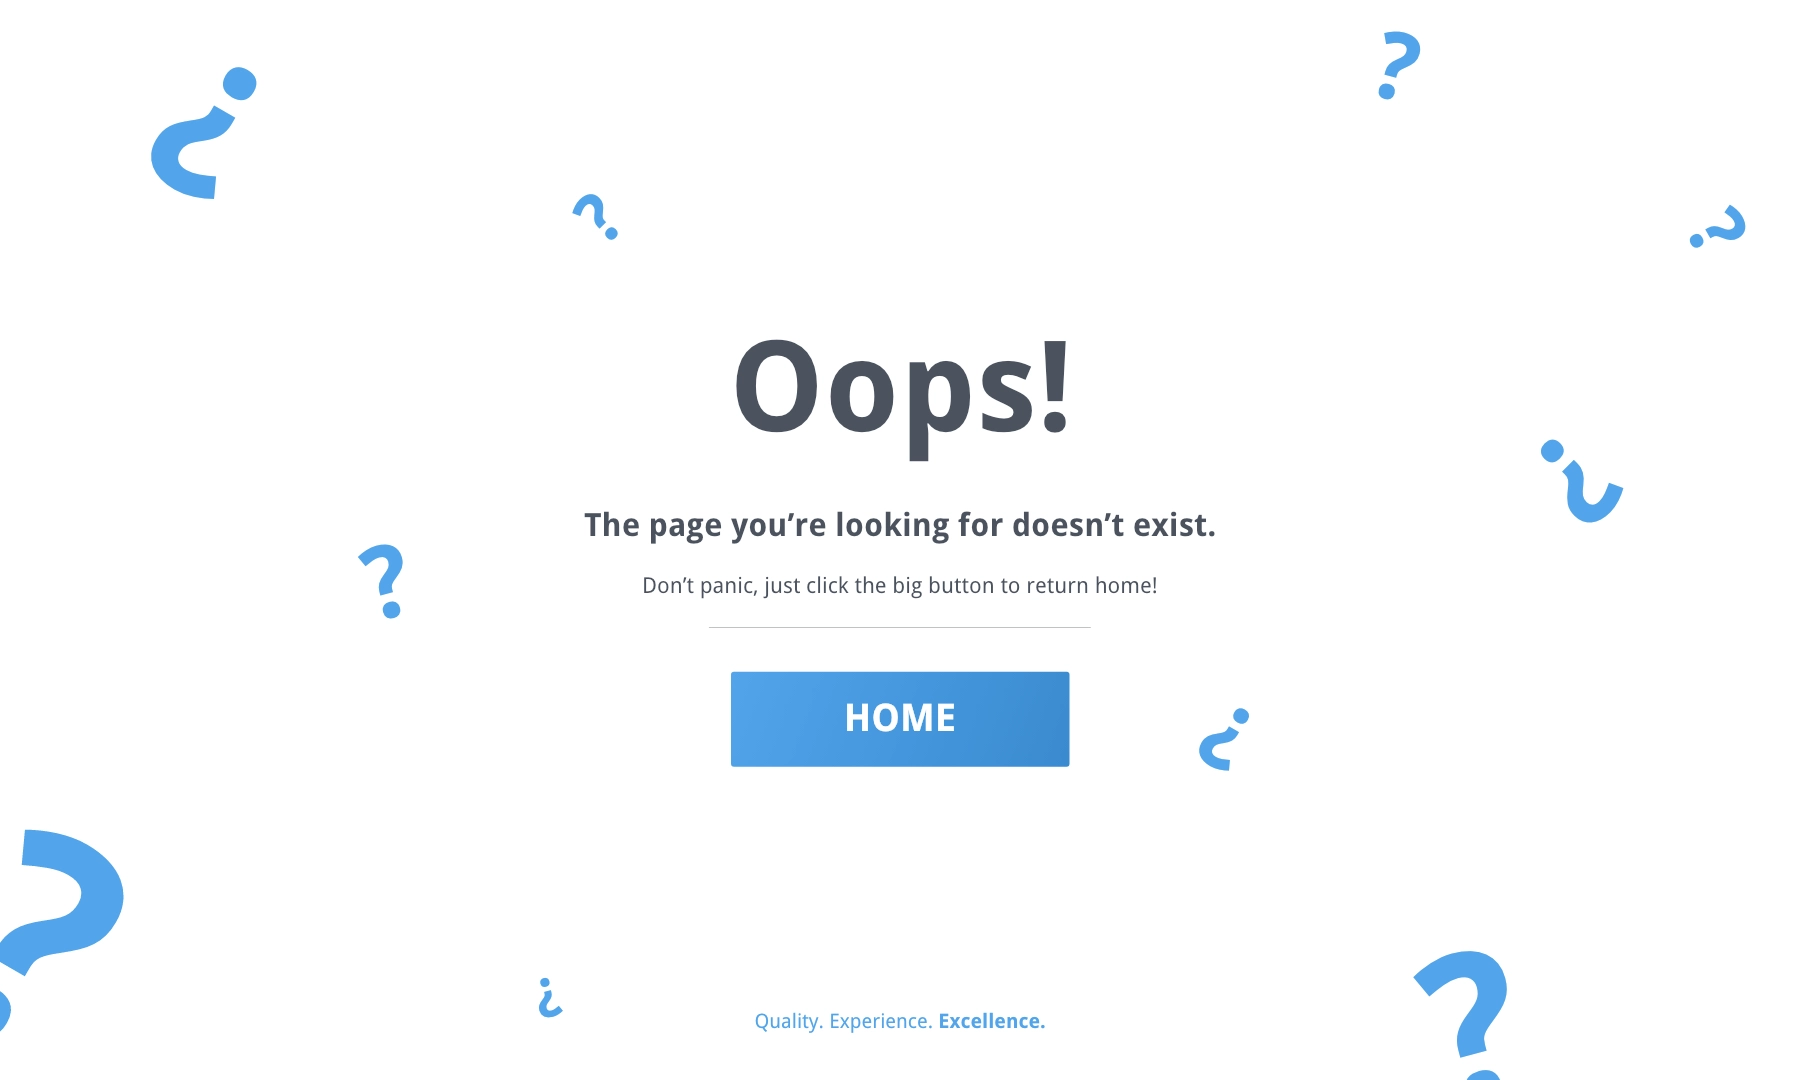 Oops!
The page you’re looking for doesn’t exist.
Don’t panic, just click the big button to return home!
HOME
Quality. Experience. Excellence.